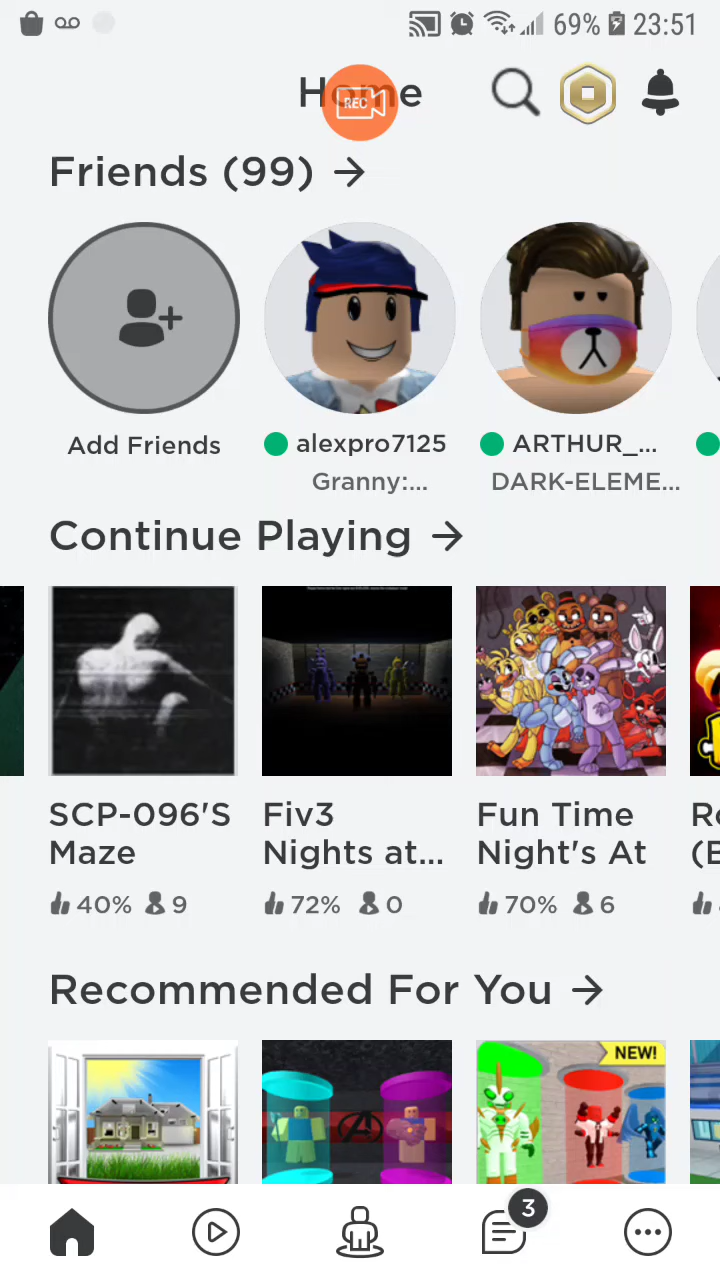 69% 23:51
Home
REC
Friends (99) →
Add Friends
alexpro7125
Granny:...
ARTHUR_...
DARK-ELEME...
Continue Playing →
SCP-096'S
Maze
40% 9
Fiv3
Nights at...
72% 0
Fun Time
Night's At
70% 6
Recommended For You →
NEW!
3